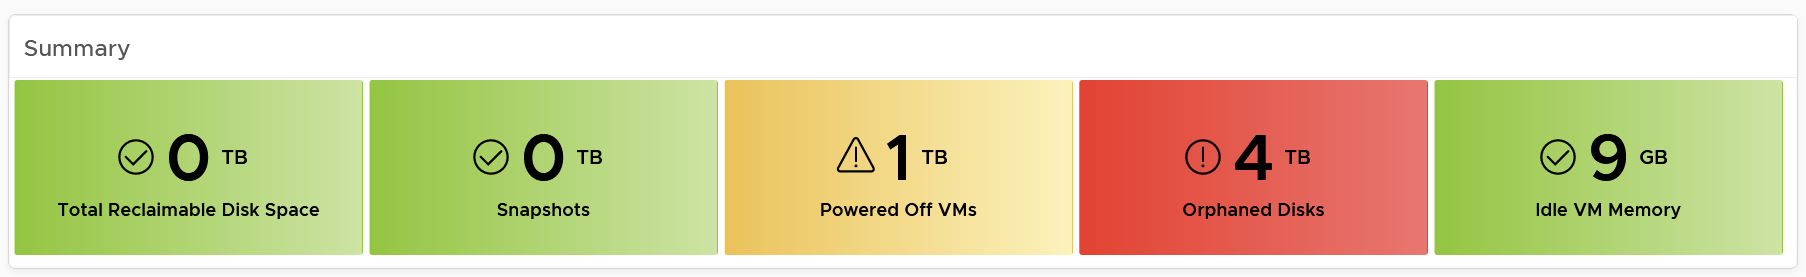 Summary
0 TB
Total Reclaimable Disk Space
0 TB
Snapshots
1 TB
Powered Off VMs
4 TB
Orphaned Disks
9 GB
Idle VM Memory